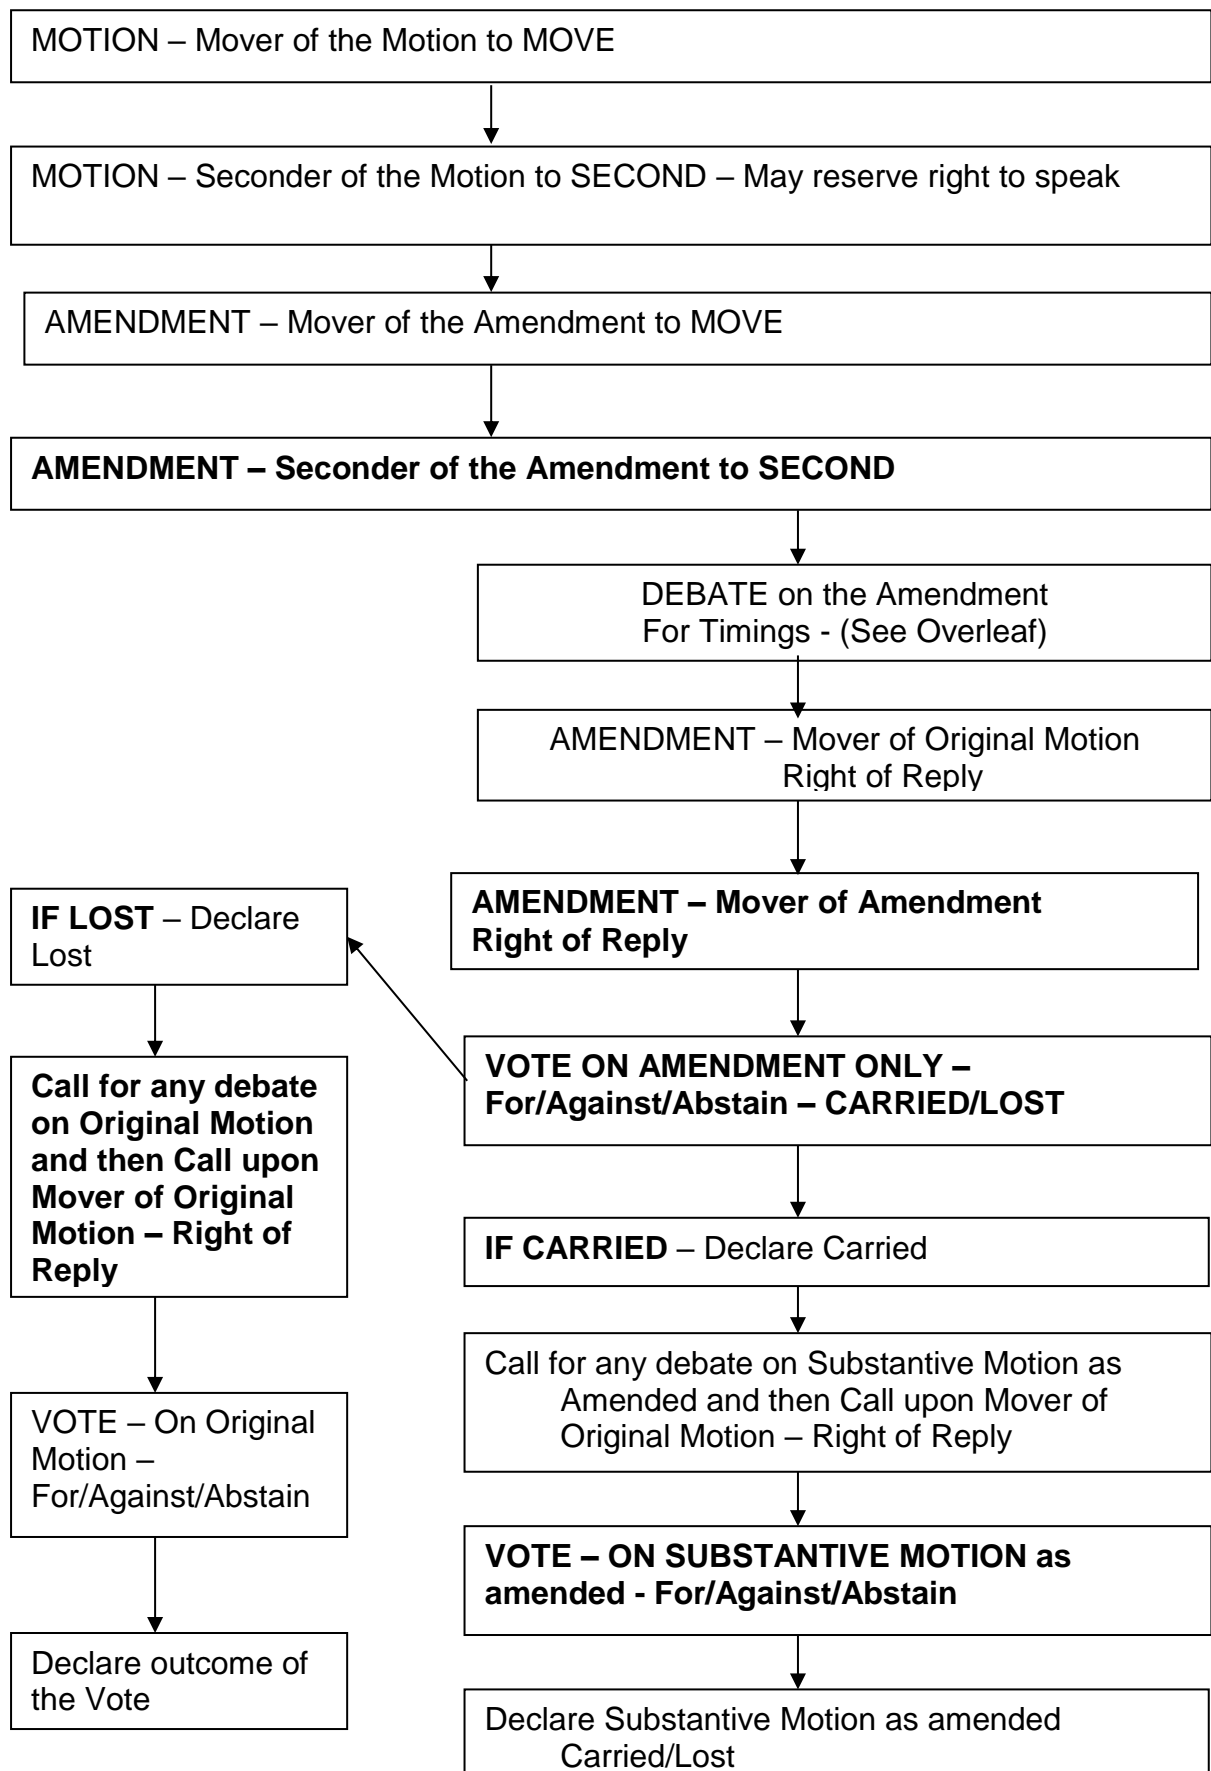 MOTION – Mover of the Motion to MOVE
MOTION – Seconder of the Motion to SECOND – May reserve right to speak
AMENDMENT – Mover of the Amendment to MOVE
AMENDMENT – Seconder of the Amendment to SECOND
DEBATE on the Amendment
For Timings - (See Overleaf)
AMENDMENT – Mover of Original Motion
Right of Reply
AMENDMENT – Mover of Amendment
Right of Reply
VOTE ON AMENDMENT ONLY –
For/Against/Abstain – CARRIED/LOST
IF LOST – Declare
Lost
Call for any debate
on Original Motion
and then Call upon
Mover of Original
Motion – Right of
Reply
VOTE – On Original
Motion –
For/Against/Abstain
Declare outcome of
the Vote
IF CARRIED – Declare Carried
Call for any debate on Substantive Motion as
Amended and then Call upon Mover of
Original Motion – Right of Reply
VOTE – ON SUBSTANTIVE MOTION as
amended - For/Against/Abstain
Declare Substantive Motion as amended
Carried/Lost